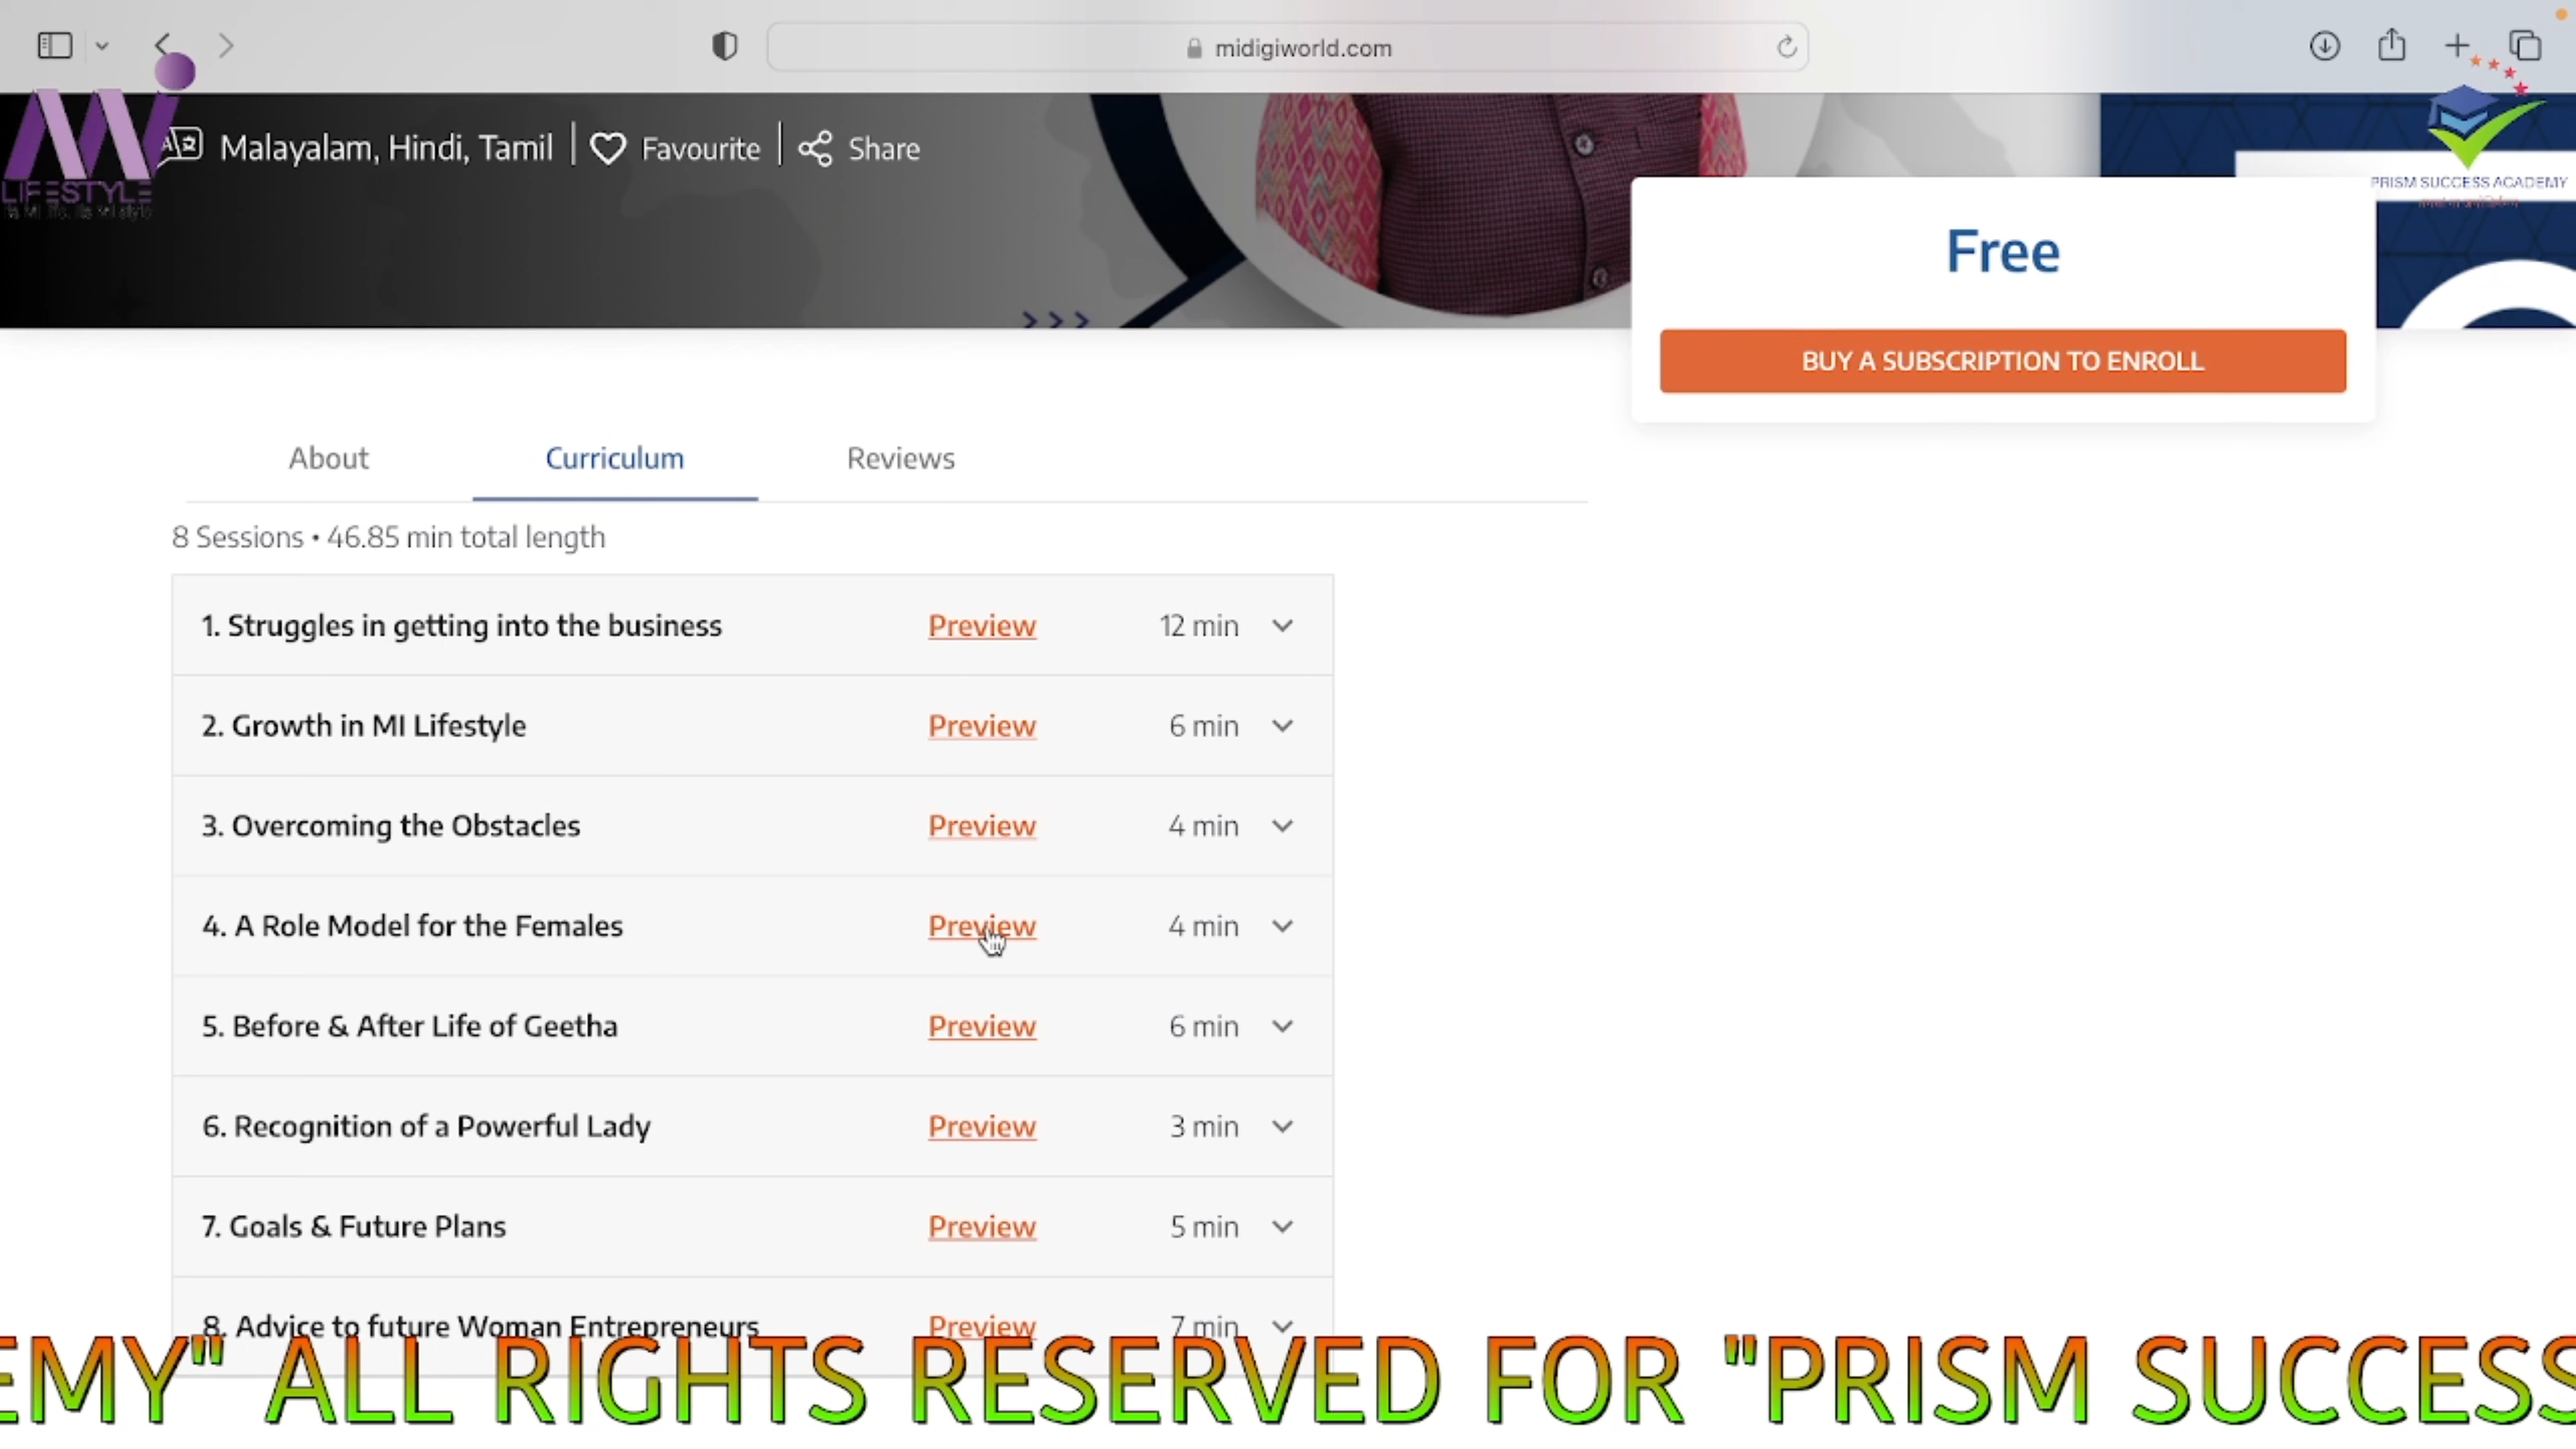 midigiworld.com
LIFESTYLE
Malayalam, Hindi, Tamil
Favourite
Share
PRISM SUCCESS ACADEMY
Free
BUY A SUBSCRIPTION TO ENROLL
About
Curriculum
Reviews
8 Sessions • 46.85 min total length
1. Struggles in getting into the business Preview 12 min
2. Growth in MI Lifestyle Preview 6 min
3. Overcoming the Obstacles Preview 4 min
4. A Role Model for the Females Preview 4 min
5. Before & After Life of Geetha Preview 6 min
6. Recognition of a Powerful Lady Preview 3 min
7. Goals & Future Plans Preview 5 min
8. Advice to future Woman Entrepreneurs Preview 7 min
EMY" ALL RIGHTS RESERVED FOR "PRISM SUCCESS